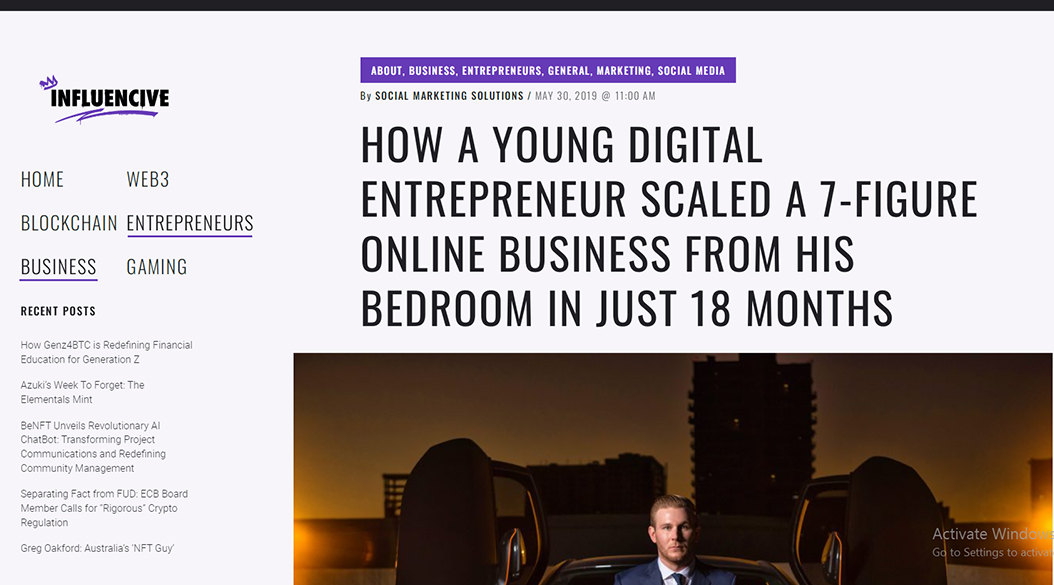 INFLUENCIVE
HOME WEB3
BLOCKCHAIN ENTREPRENEURS
BUSINESS GAMING
RECENT POSTS
How Genz4BTC is Redefining Financial
Education for Generation Z
Azuki's Week To Forget: The
Elementals Mint
BeNFT Unveils Revolutionary AI
ChatBot: Transforming Project
Communications and Redefining
Community Management
Separating Fact from FUD: ECB Board
Member Calls for "Rigorous" Crypto
Regulation
Greg Oakford: Australia's 'NFT Guy'
ABOUT, BUSINESS, ENTREPRENEURS, GENERAL, MARKETING, SOCIAL MEDIA
By SOCIAL MARKETING SOLUTIONS / MAY 30, 2019 @ 11:00 AM
HOW A YOUNG DIGITAL
ENTREPRENEUR SCALED A 7-FIGURE
ONLINE BUSINESS FROM HIS
BEDROOM IN JUST 18 MONTHS
Activate Windows
Go to Settings to activa